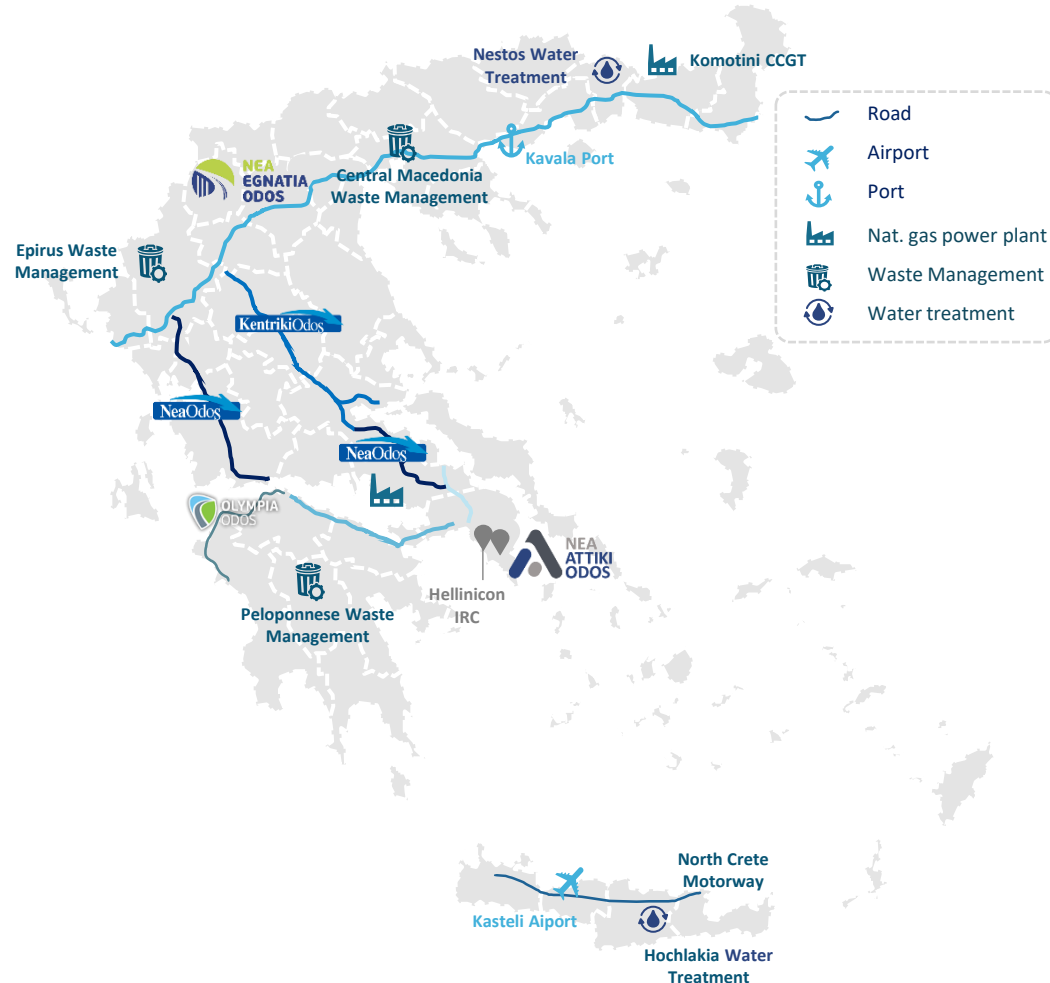 Nestos Water
Treatment
Komotini CCGT
Road
Airport
Port
Nat. gas power plant
Waste Management
Water treatment
Kavala Port
Central Macedonia
Waste Management
NEA
EGNATIA
ODOS
Epirus Waste
Management
KentrikiOdos
NeaOdos
NeaOdos
OLYMPIA
ODOS
NEA
ATTIKI
ODOS
Hellinicon
IRC
Peloponnese Waste
Management
North Crete
Motorway
Kasteli Aiport
Hochlakia Water
Treatment